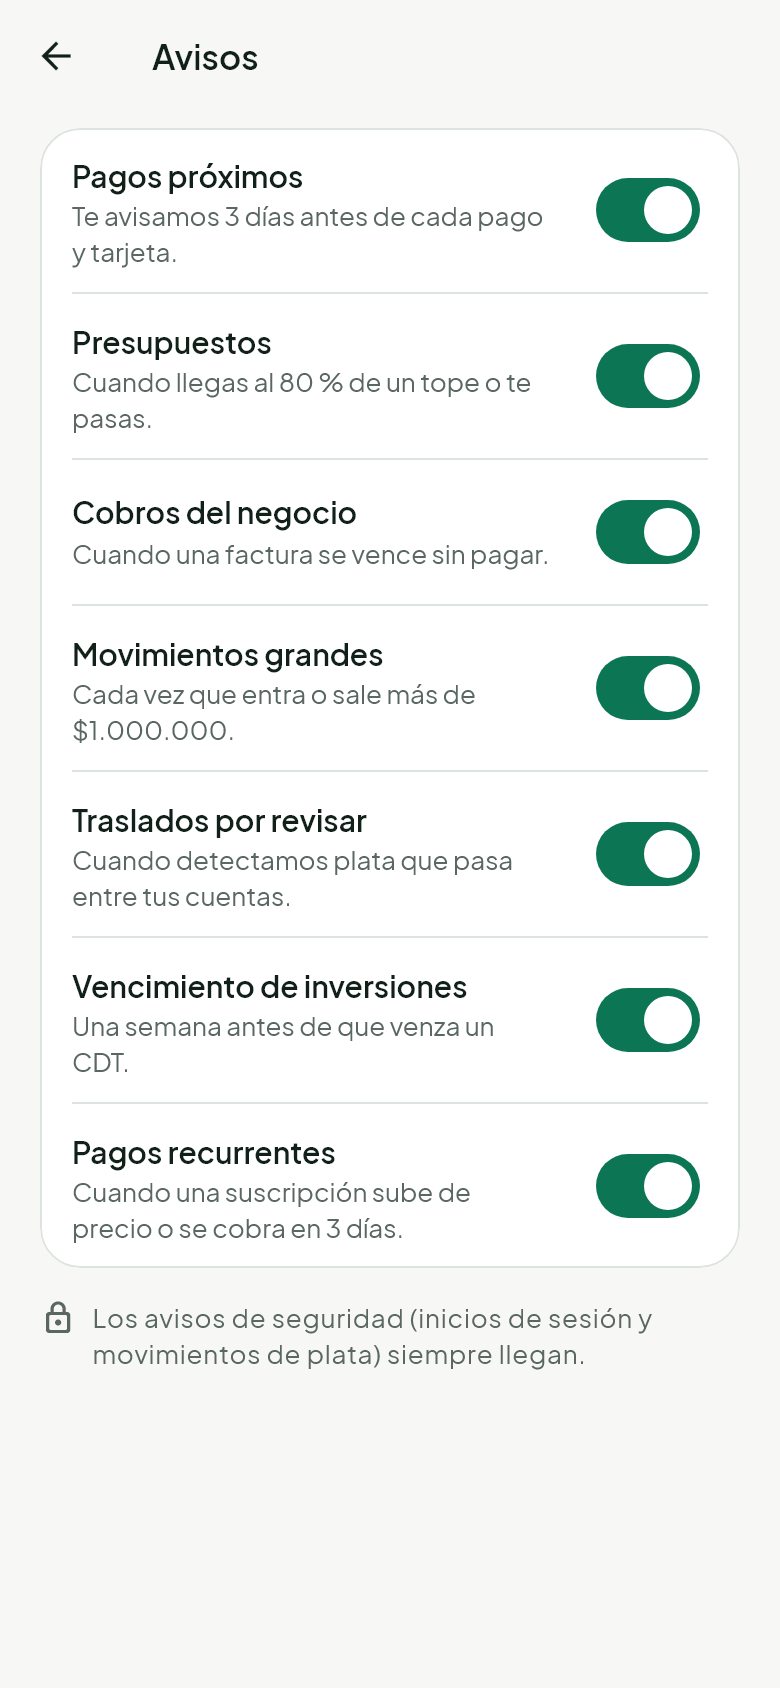 Avisos
Pagos próximos
Te avisamos 3 días antes de cada pago
y tarjeta.
Presupuestos
Cuando llegas al 80 % de un tope o te
pasas.
Cobros del negocio
Cuando una factura se vence sin pagar.
Movimientos grandes
Cada vez que entra o sale más de
$1.000.000.
Traslados por revisar
Cuando detectamos plata que pasa
entre tus cuentas.
Vencimiento de inversiones
Una semana antes de que venza un
CDT.
Pagos recurrentes
Cuando una suscripción sube de
precio o se cobra en 3 días.
Los avisos de seguridad (inicios de sesión y
movimientos de plata) siempre llegan.